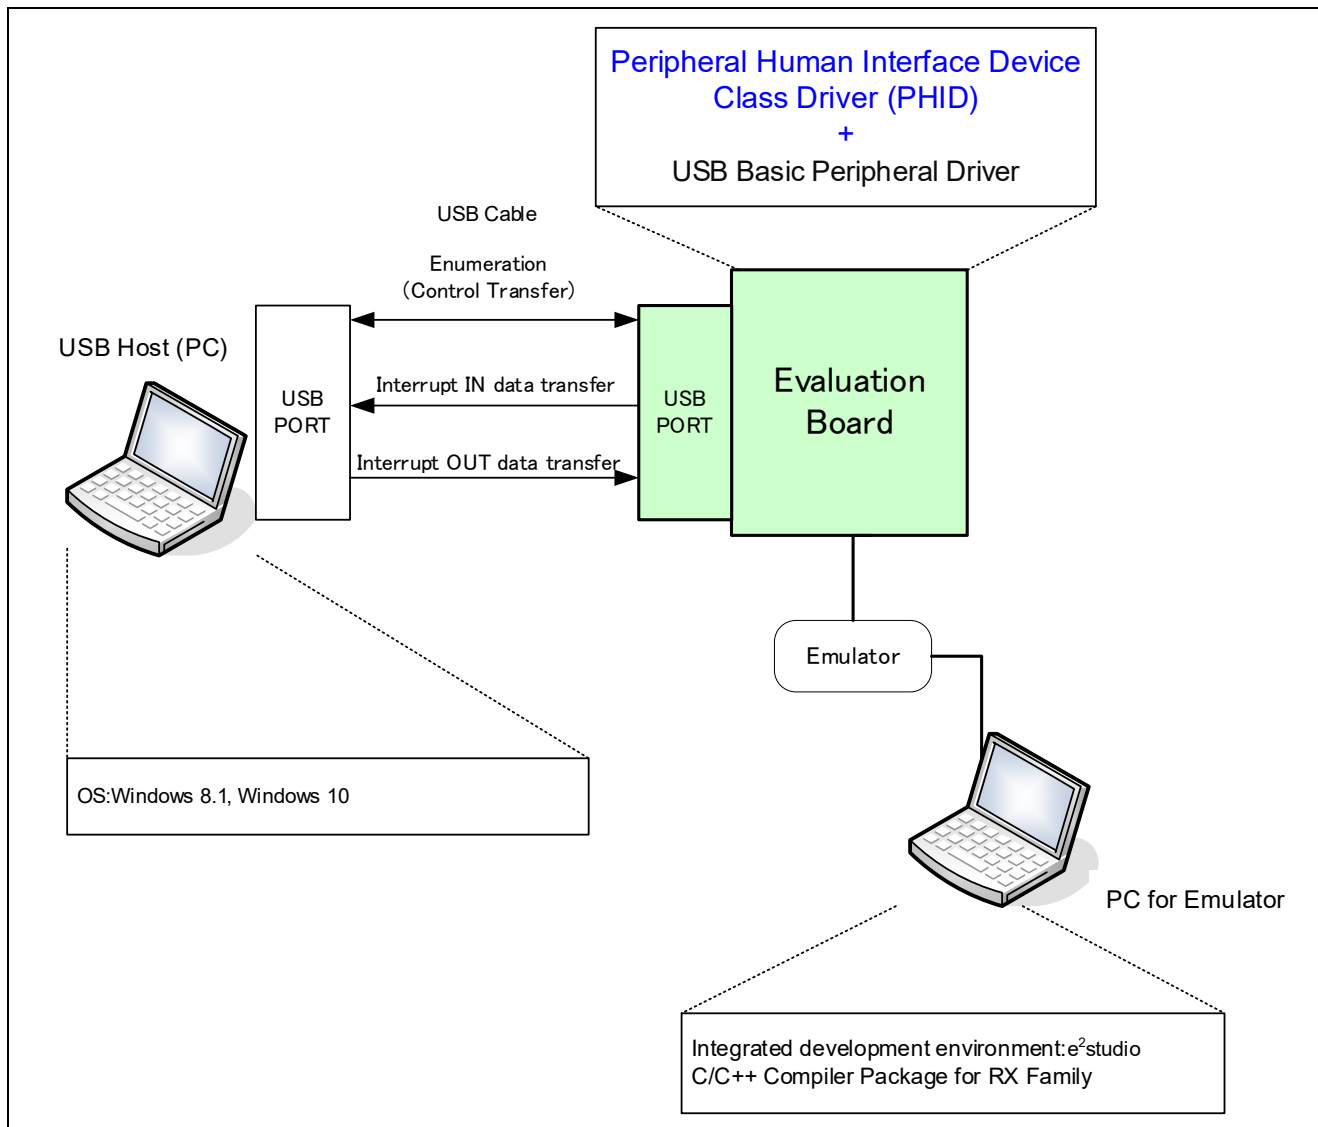 Peripheral Human Interface Device
Class Driver (PHID)
+
USB Basic Peripheral Driver
USB Cable
Enumeration
(Control Transfer)
USB Host (PC)
Interrupt IN data transfer
USB
PORT
USB
PORT
Evaluation
Board
Interrupt OUT data transfer
Emulator
OS:Windows 8.1, Windows 10
PC for Emulator
Integrated development environment:e²studio
C/C++ Compiler Package for RX Family